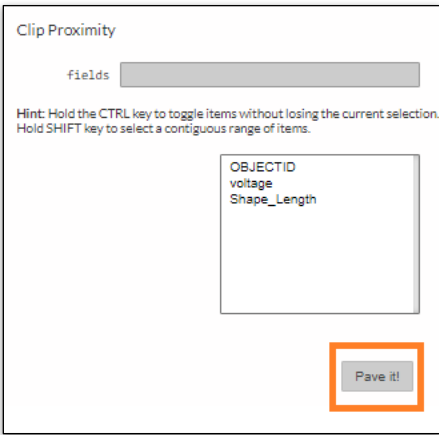 Clip Proximity
fields
Hint: Hold the CTRL key to toggle items without losing the current selection.
Hold SHIFT key to select a contiguous range of items.
OBJECTID
voltage
Shape_Length
Pave it!